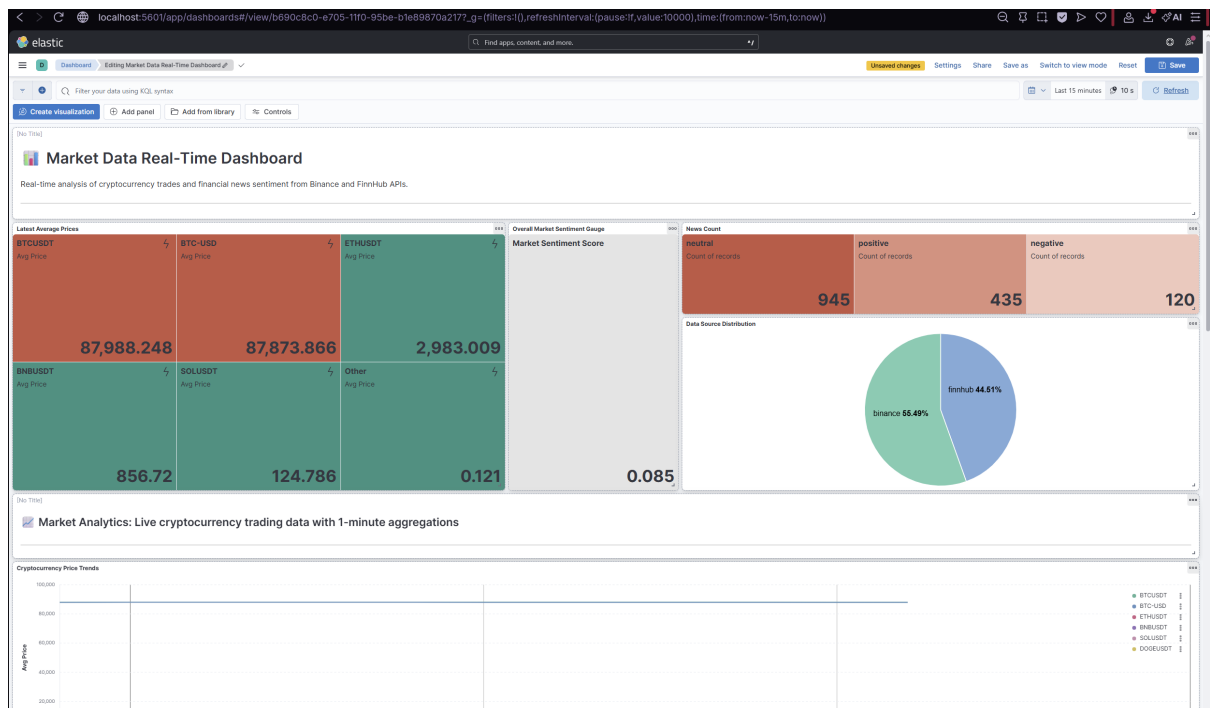 localhost:5601/app/dashboards#/view/b690c8c0-e705-11f0-95be-b1e89870a217?_g=(filters:!(),refreshInterval:(pause:!f,value:10000),time:(from:now-15m,to:now))
AI
elastic
Find apps, content, and more.
D
Dashboard
Editing Market Data Real-Time Dashboard
Unsaved changes
Settings
Share
Save as
Switch to view mode
Reset
Save
Filter your data using KQL syntax
Last 15 minutes
10 s
Refresh
Create visualization
Add panel
Add from library
Controls
[No Title]
Market Data Real-Time Dashboard
Real-time analysis of cryptocurrency trades and financial news sentiment from Binance and FinnHub APIs.
Latest Average Prices
BTCUSDT
Avg Price
87,988.248
BTC-USD
Avg Price
87,873.866
ETHUSDT
Avg Price
2,983.009
BNBUSDT
Avg Price
856.72
SOLUSDT
Avg Price
124.786
Other
Avg Price
0.121
Overall Market Sentiment Gauge
Market Sentiment Score
0.085
News Count
neutral
Count of records
945
positive
Count of records
435
negative
Count of records
120
Data Source Distribution
finnhub 44.51%
binance 55.49%
[No Title]
Market Analytics: Live cryptocurrency trading data with 1-minute aggregations
Cryptocurrency Price Trends
100,000
80,000
60,000
40,000
20,000
Avg Price
BTCUSDT
BTC-USD
ETHUSDT
BNBUSDT
SOLUSDT
DOGEUSDT